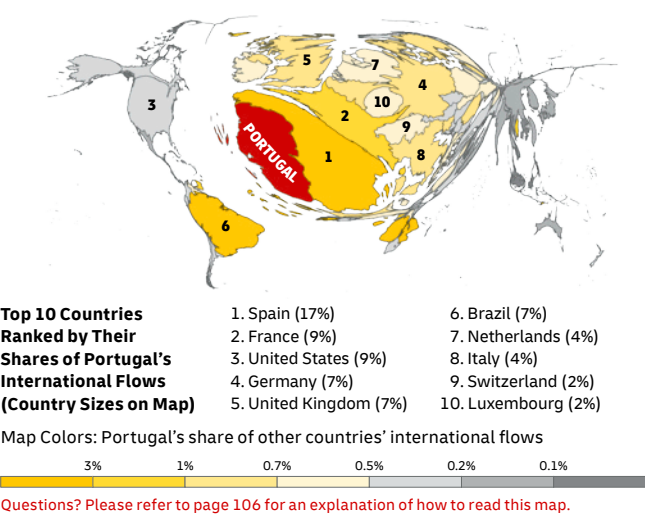 5
7
3
4
10
2
9
PORTUGAL
1
8
6
Top 10 Countries
Ranked by Their
Shares of Portugal's
International Flows
(Country Sizes on Map)
1. Spain (17%)
2. France (9%)
3. United States (9%)
4. Germany (7%)
5. United Kingdom (7%)
6. Brazil (7%)
7. Netherlands (4%)
8. Italy (4%)
9. Switzerland (2%)
10. Luxembourg (2%)
Map Colors: Portugal's share of other countries' international flows
3% 1% 0.7% 0.5% 0.2% 0.1%
Questions? Please refer to page 106 for an explanation of how to read this map.